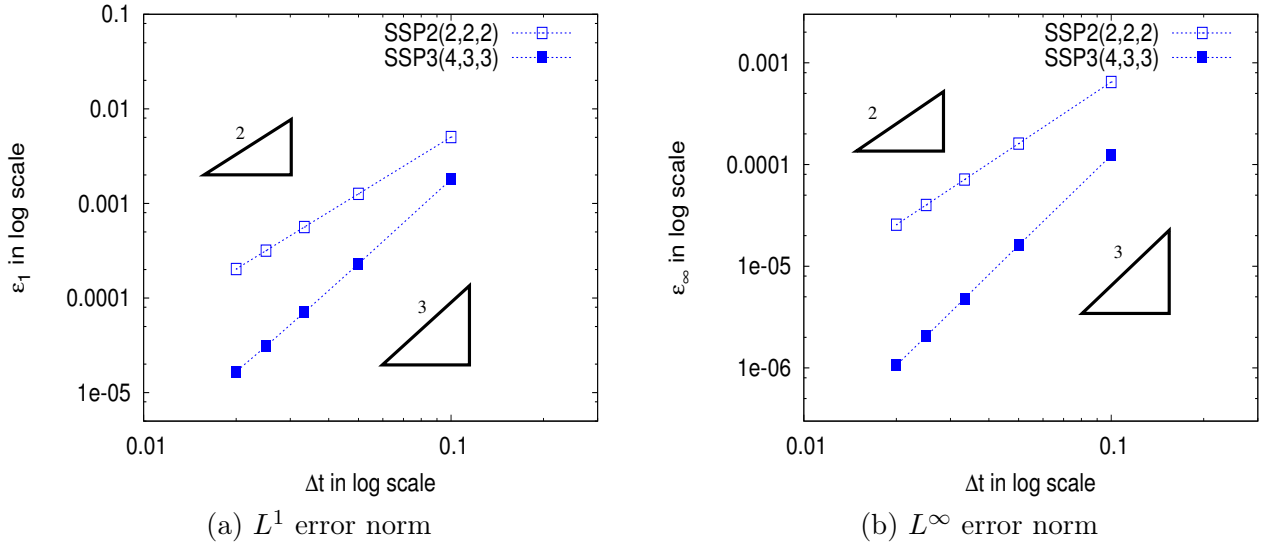 0.1
0.01
0.001
0.0001
1e-05
0.01
0.1
ε₁ in log scale
Δt in log scale
SSP2(2,2,2)
SSP3(4,3,3)
2
3
(a) L¹ error norm
0.001
0.0001
1e-05
1e-06
0.01
0.1
ε∞ in log scale
Δt in log scale
SSP2(2,2,2)
SSP3(4,3,3)
2
3
(b) L∞ error norm